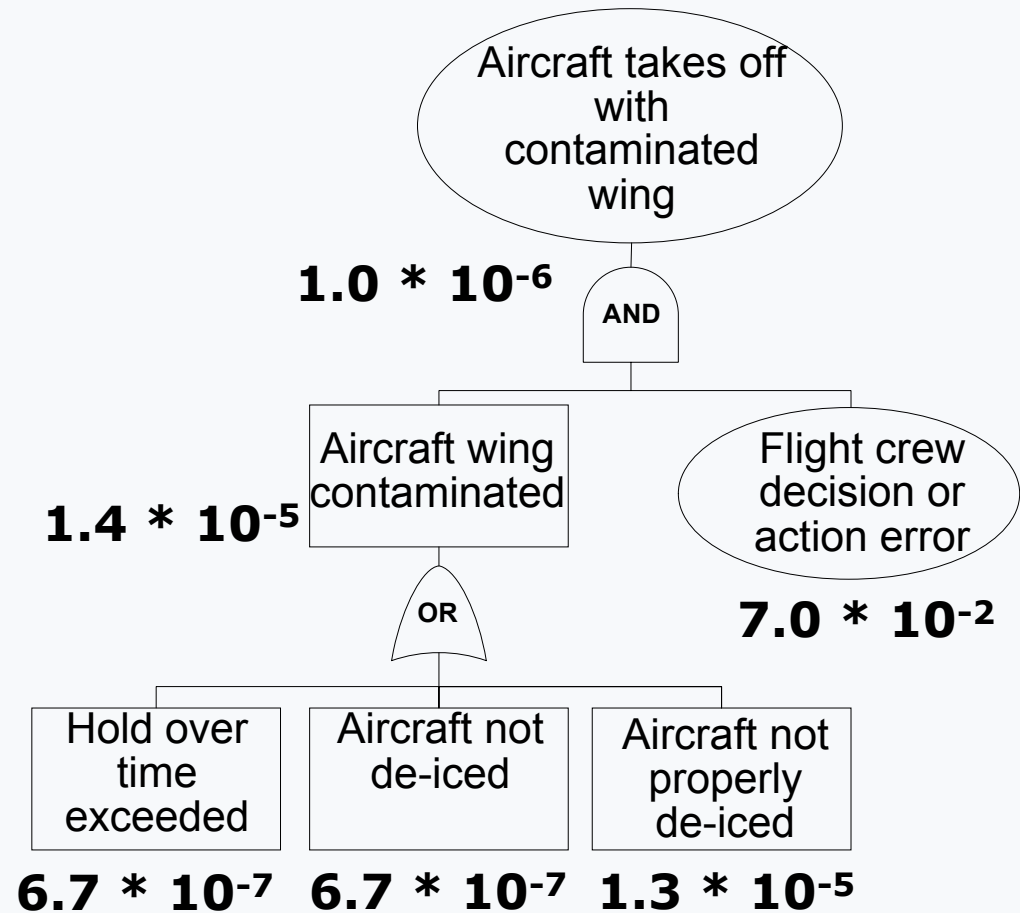 Aircraft takes off
with
contaminated
wing
1.0 * 10⁻⁶
AND
Aircraft wing
contaminated
1.4 * 10⁻⁵
Flight crew
decision or
action error
7.0 * 10⁻²
OR
Hold over
time
exceeded
Aircraft not
de-iced
Aircraft not
properly
de-iced
6.7 * 10⁻⁷
6.7 * 10⁻⁷
1.3 * 10⁻⁵